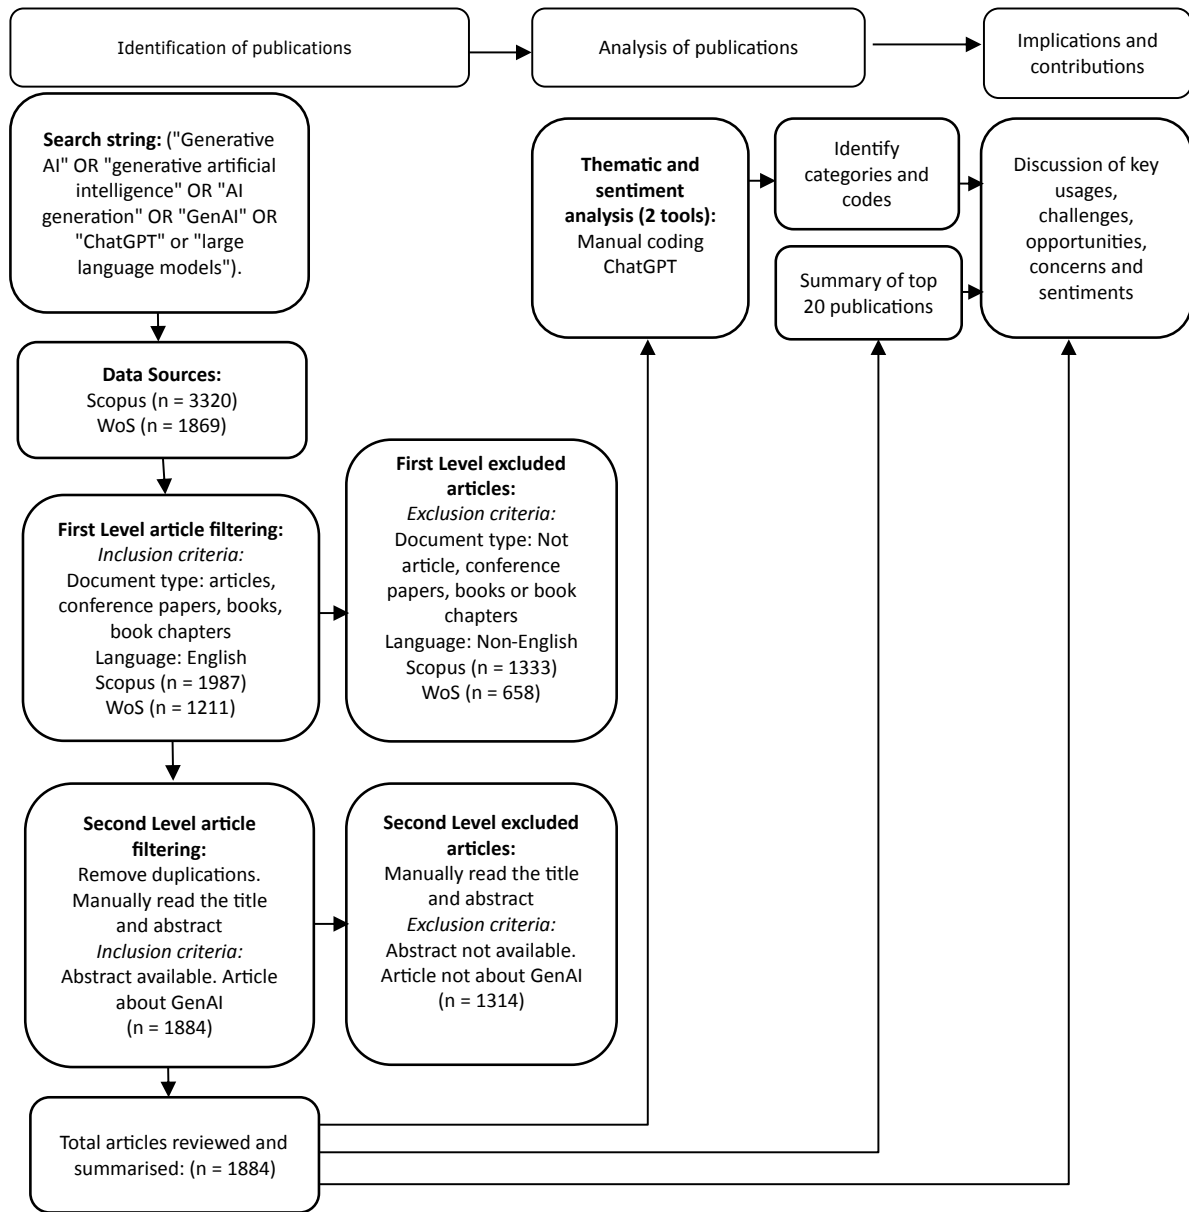 Identification of publications
Analysis of publications
Implications and
contributions
Search string: ("Generative
AI" OR "generative artificial
intelligence" OR "AI
generation" OR "GenAI" OR
"ChatGPT" or "large
language models").
Data Sources:
Scopus (n = 3320)
WoS (n = 1869)
First Level article filtering:
Inclusion criteria:
Document type: articles,
conference papers, books,
book chapters
Language: English
Scopus (n = 1987)
WoS (n = 1211)
First Level excluded
articles:
Exclusion criteria:
Document type: Not
article, conference
papers, books or book
chapters
Language: Non-English
Scopus (n = 1333)
WoS (n = 658)
Second Level article
filtering:
Remove duplications.
Manually read the title
and abstract
Inclusion criteria:
Abstract available. Article
about GenAI
(n = 1884)
Second Level excluded
articles:
Manually read the title
and abstract
Exclusion criteria:
Abstract not available.
Article not about GenAI
(n = 1314)
Total articles reviewed and
summarised: (n = 1884)
Thematic and
sentiment
analysis (2 tools):
Manual coding
ChatGPT
Identify
categories and
codes
Summary of top
20 publications
Discussion of key
usages,
challenges,
opportunities,
concerns and
sentiments